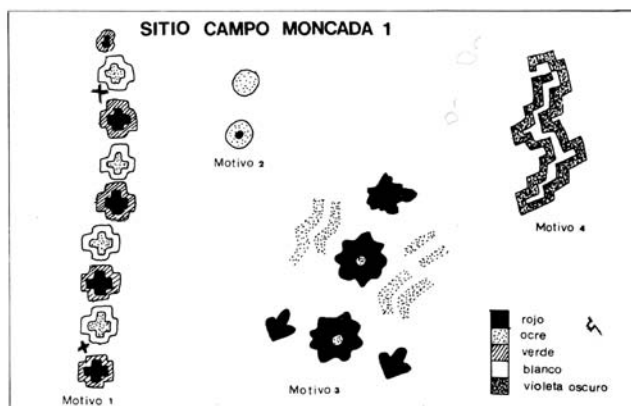 SITIO CAMPO MONCADA 1
Motivo 2
Motivo 4
rojo
ocre
verde
blanco
violeta oscuro
Motivo 3
Motivo 1